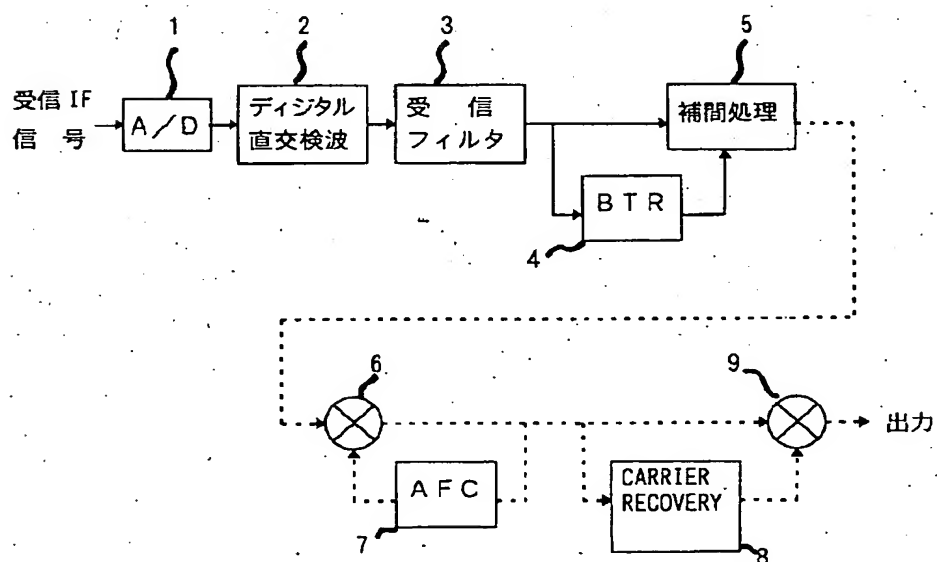 1
2
3
5
受信IF
信号
A/D
ディジタル
直交検波
受信
フィルタ
補間処理
BTR
4
6
9
出力
AFC
7
CARRIER
RECOVERY
8